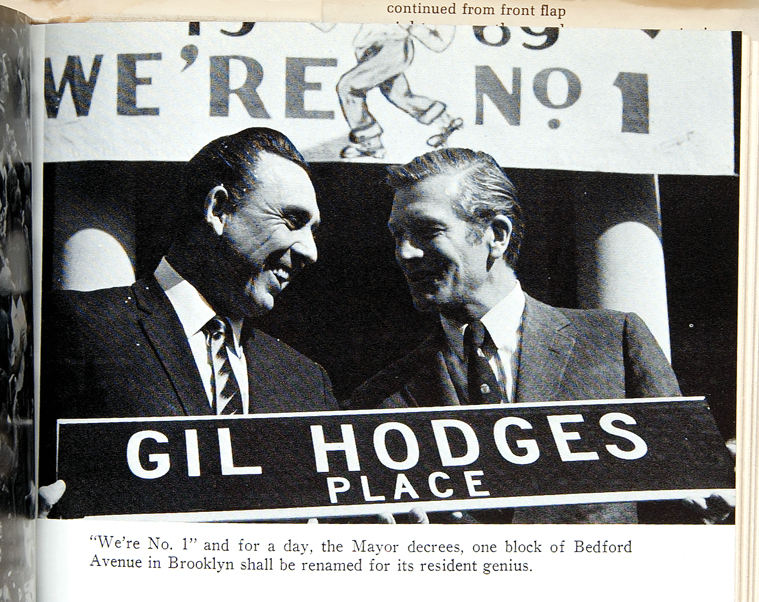 continued from front flap
69
WE'RE No. 1
GIL HODGES
PLACE
"We're No. 1" and for a day, the Mayor decrees, one block of Bedford
Avenue in Brooklyn shall be renamed for its resident genius.